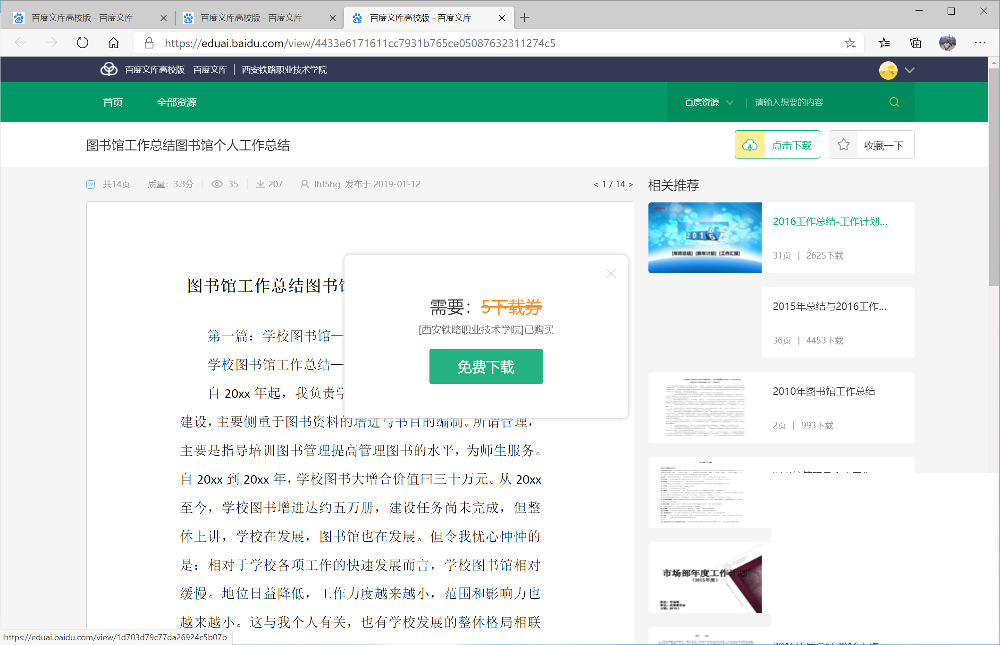 百度文库高校版 - 百度文库
百度文库高校版 - 百度文库
百度文库高校版 - 百度文库
https://eduai.baidu.com/view/4433e6171611cc7931b765ce05087632311274c5
百度文库高校版 - 百度文库
西安铁路职业技术学院
首页
全部资源
百度资源
请输入想要的内容
图书馆工作总结图书馆个人工作总结
点击下载
收藏一下
共14页
质量：3.3分
35
207
lhf5hg 发布于 2019-01-12
< 1 / 14 >
图书馆工作总结图书
第一篇：学校图书馆—
学校图书馆工作总结—
自 20xx 年起，我负责学
建设，主要侧重于图书资料的增进与书目的编制。所谓管理，
主要是指导培训图书管理提高管理图书的水平，为师生服务。
自 20xx 到 20xx 年，学校图书大增合价值曰三十万元。从 20xx
至今，学校图书增进达约五万册，建设任务尚未完成，但整
体上讲，学校在发展，图书馆也在发展。但令我忧心忡忡的
是：相对于学校各项工作的快速发展而言，学校图书馆相对
缓慢。地位日益降低，工作力度越来越小，范围和影响力也
越来越小。这与我个人有关，也有学校发展的整体格局相联
需要：5下载券
[西安铁路职业技术学院]已购买
免费下载
相关推荐
2016工作总结-工作计划...
31页 | 2625下载
[年终总结] [新年计划] [工作汇报]
2015年总结与2016工作...
36页 | 4453下载
2010年图书馆工作总结
2页 | 993下载
市场部年度工作计划
(2015年度)
https://eduai.baidu.com/view/1d703d79c77da26924c5b07b